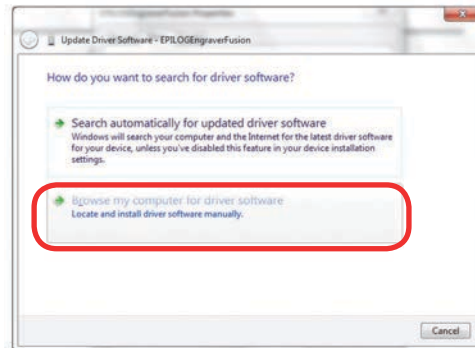 Update Driver Software - EPILOGEngraverFusion
How do you want to search for driver software?
Search automatically for updated driver software
Windows will search your computer and the Internet for the latest driver software
for your device, unless you've disabled this feature in your device installation
settings.
Browse my computer for driver software
Locate and install driver software manually.
Cancel